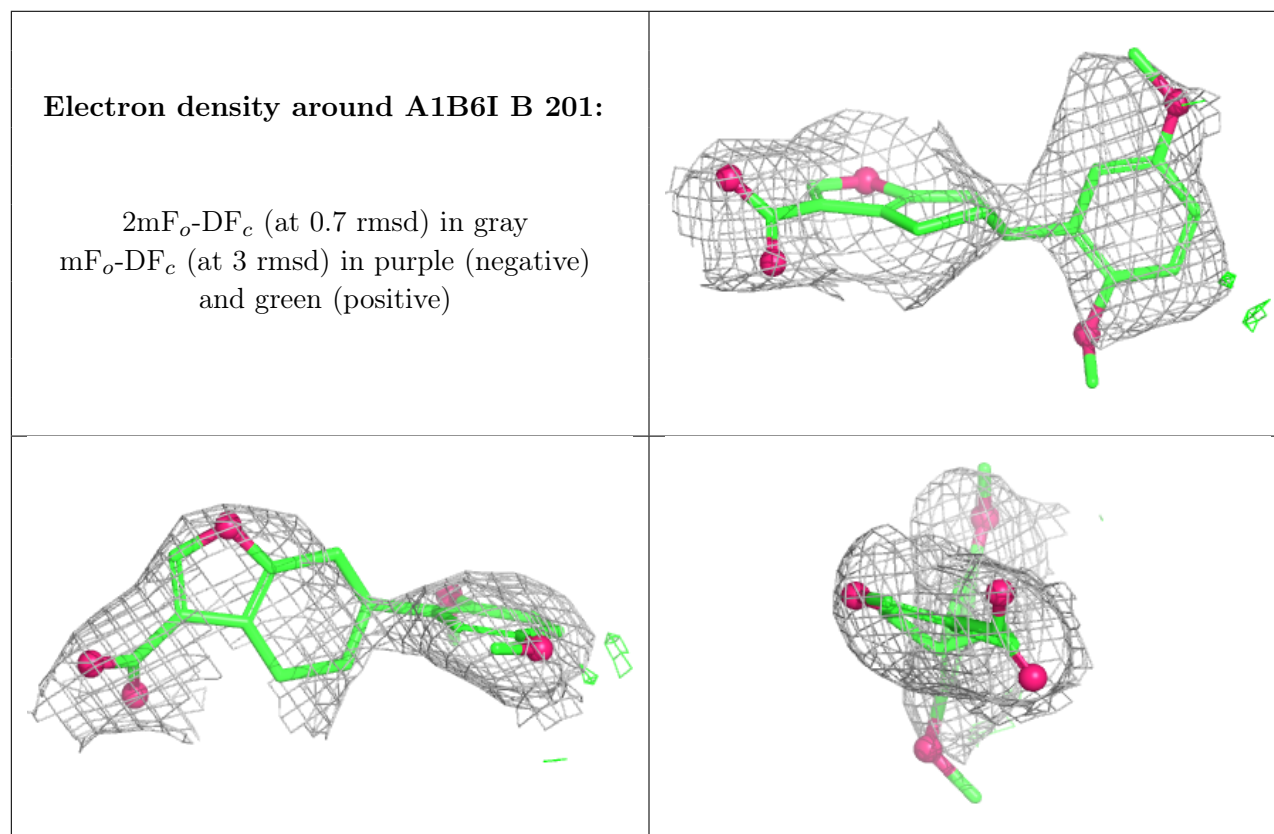 Electron density around A1B6I B 201:
2mFo-DFc (at 0.7 rmsd) in gray
mFo-DFc (at 3 rmsd) in purple (negative)
and green (positive)